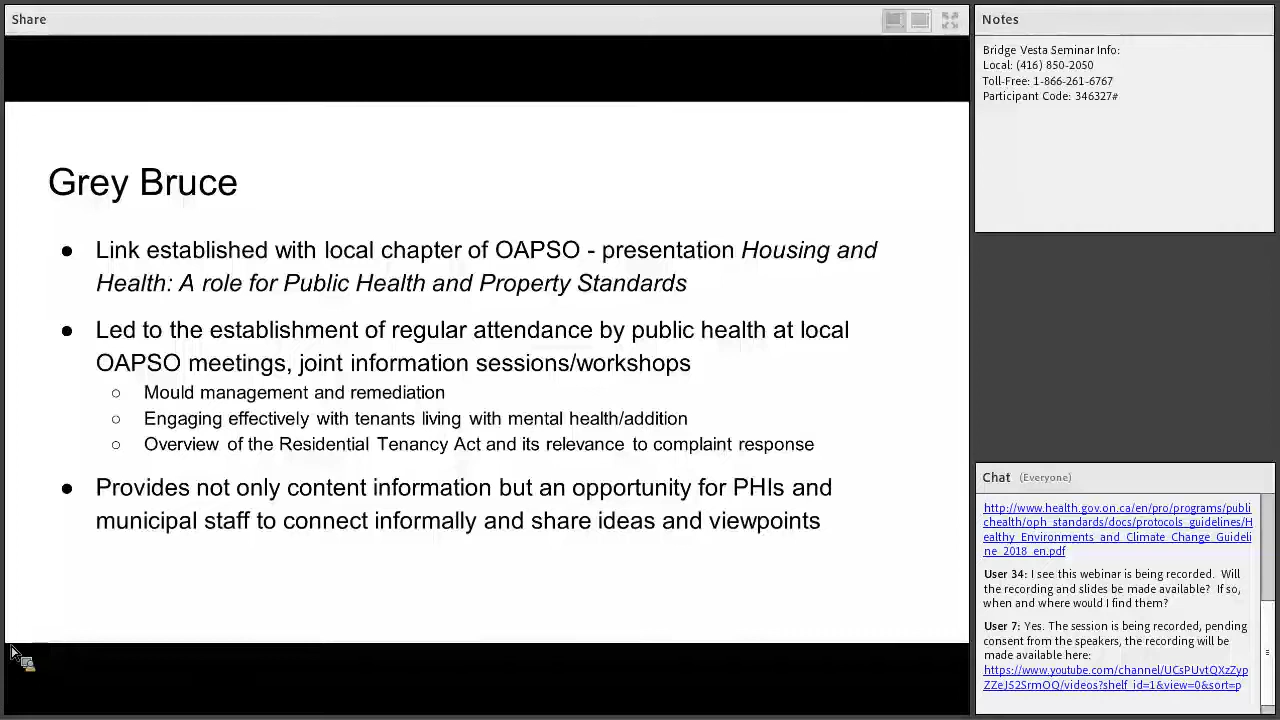 Share
Grey Bruce
● Link established with local chapter of OAPSO - presentation Housing and
Health: A role for Public Health and Property Standards
● Led to the establishment of regular attendance by public health at local
OAPSO meetings, joint information sessions/workshops
○ Mould management and remediation
○ Engaging effectively with tenants living with mental health/addition
○ Overview of the Residential Tenancy Act and its relevance to complaint response
● Provides not only content information but an opportunity for PHIs and
municipal staff to connect informally and share ideas and viewpoints
Notes
Bridge Vesta Seminar Info:
Local: (416) 850-2050
Toll-Free: 1-866-261-6767
Participant Code: 346327#
Chat (Everyone)
http://www.health.gov.on.ca/en/pro/programs/publi
chealth/oph_standards/docs/protocols_guidelines/H
ealthy_Environments_and_Climate_Change_Guideli
ne_2018_en.pdf
User 34: I see this webinar is being recorded. Will
the recording and slides be made available? If so,
when and where would I find them?
User 7: Yes. The session is being recorded, pending
consent from the speakers, the recording will be
made available here:
https://www.youtube.com/channel/UCsPUvtQXzZyp
ZZeJ52SrmOQ/videos?shelf_id=1&view=0&sort=p